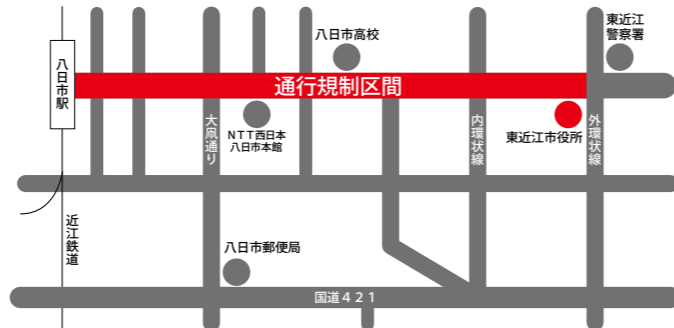 東近江
警察署
八日市高校
八日市駅
通行規制区間
大凧通り
NTT西日本
八日市本館
内環状線
外環状線
東近江市役所
近江鉄道
八日市郵便局
国道421